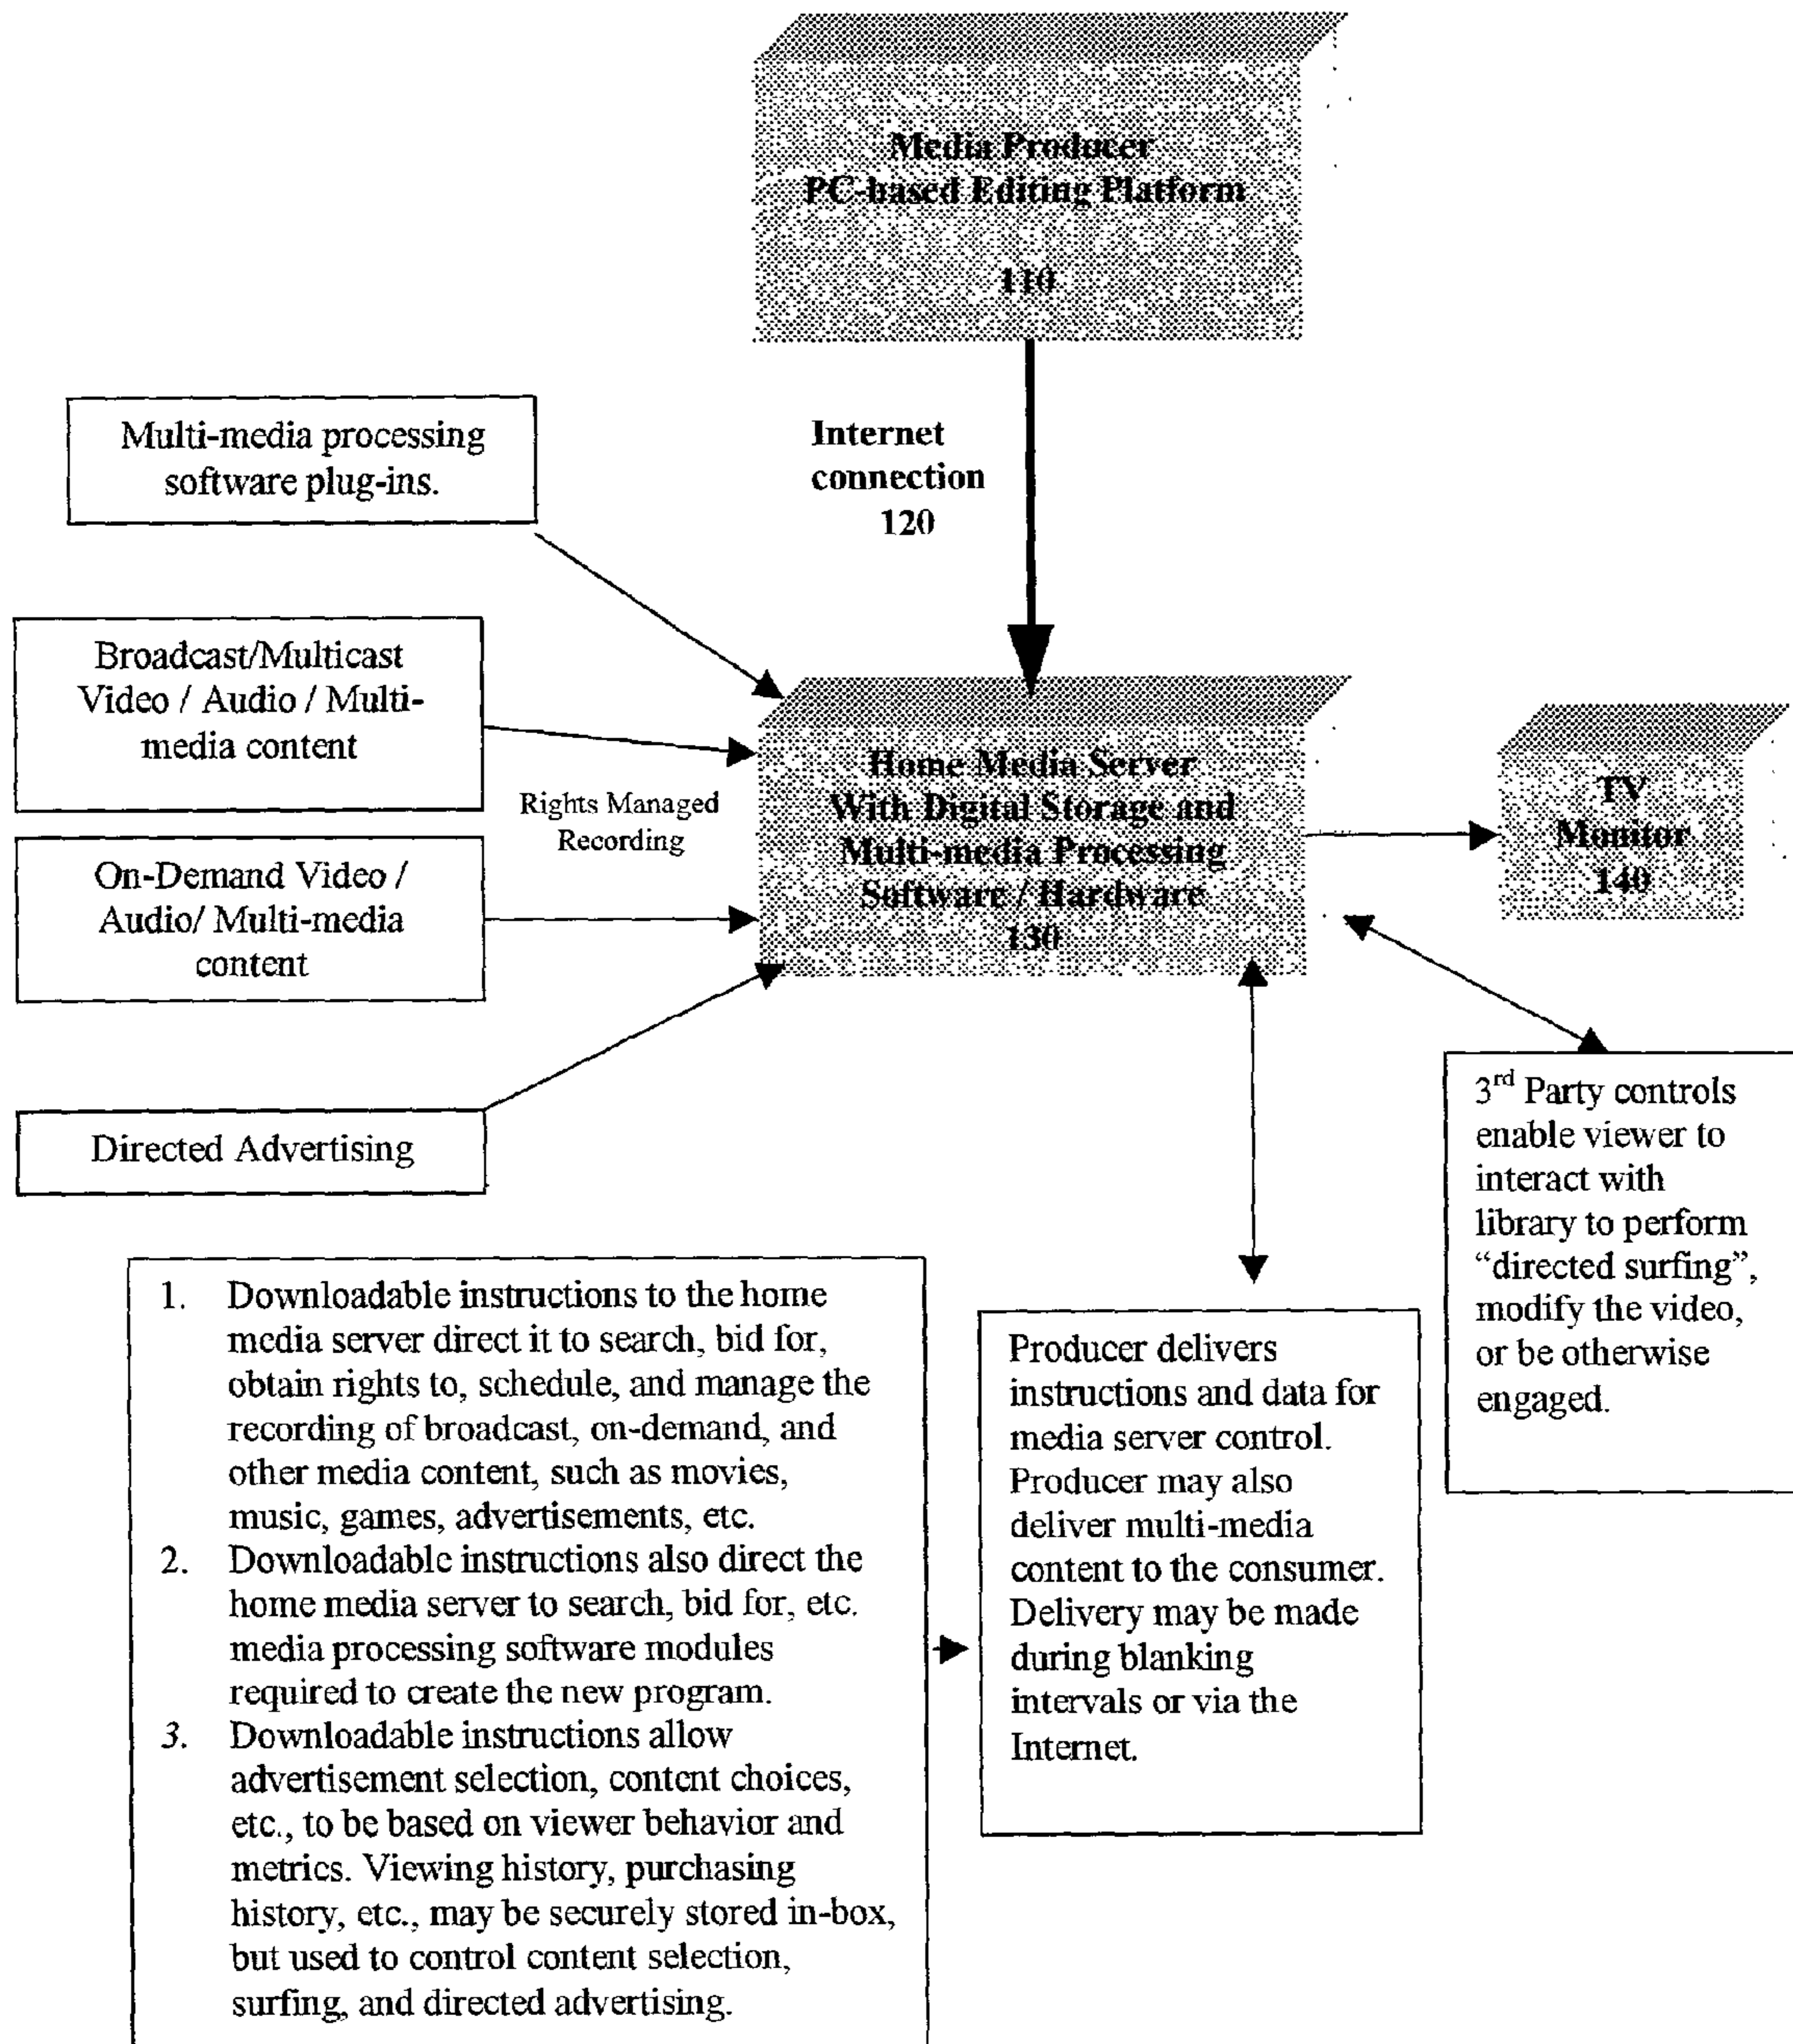 Media Producer
PC-based Editing Platform
110
Internet
connection
120
Multi-media processing
software plug-ins.
Broadcast/Multicast
Video / Audio / Multi-
media content
Rights Managed
Recording
On-Demand Video /
Audio/ Multi-media
content
Directed Advertising
Home Media Server
With Digital Storage and
Multi-media Processing
Software / Hardware
130
TV
Monitor
140
3rd Party controls
enable viewer to
interact with
library to perform
“directed surfing”,
modify the video,
or be otherwise
engaged.
1. Downloadable instructions to the home
media server direct it to search, bid for,
obtain rights to, schedule, and manage the
recording of broadcast, on-demand, and
other media content, such as movies,
music, games, advertisements, etc.
2. Downloadable instructions also direct the
home media server to search, bid for, etc.
media processing software modules
required to create the new program.
3. Downloadable instructions allow
advertisement selection, content choices,
etc., to be based on viewer behavior and
metrics. Viewing history, purchasing
history, etc., may be securely stored in-box,
but used to control content selection,
surfing, and directed advertising.
Producer delivers
instructions and data for
media server control.
Producer may also
deliver multi-media
content to the consumer.
Delivery may be made
during blanking
intervals or via the
Internet.